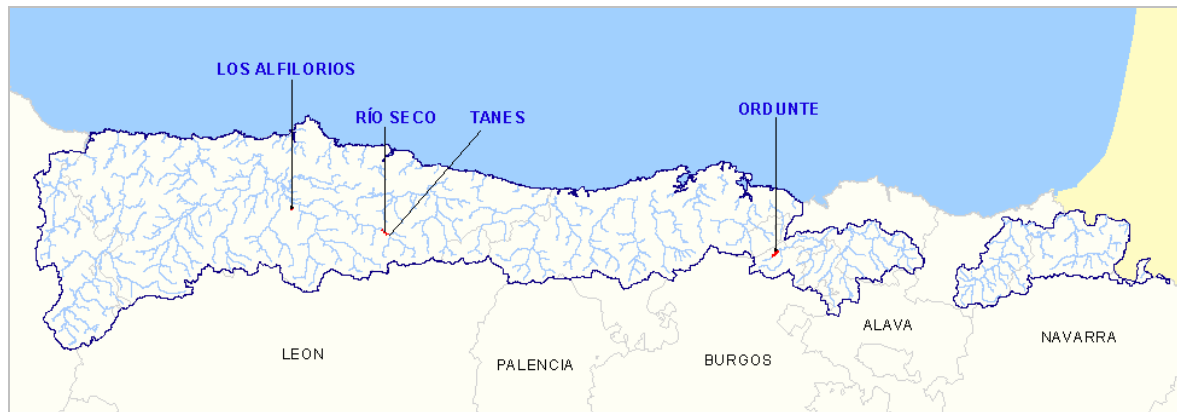 LOS ALFILORIOS
RÍO SECO
TANES
ORDUNTE
LEON
PALENCIA
BURGOS
ALAVA
NAVARRA